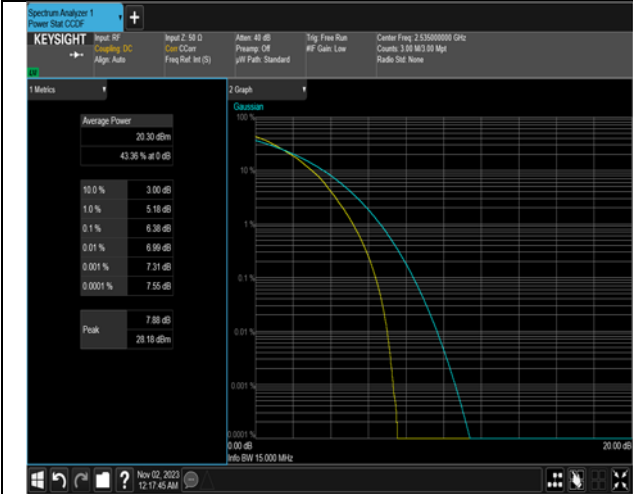 Spectrum Analyzer 1
Power Stat CCDF
+
KEYSIGHT
Input: RF
Coupling: DC
Align: Auto
Input Z: 50 Ω
Corr CCorr
Freq Ref: Int (S)
Atten: 40 dB
Preamp: Off
µW Path: Standard
Trig: Free Run
#IF Gain: Low
Center Freq: 2.535000000 GHz
Counts: 3.00 M/3.00 Mpt
Radio Std: None
1 Metrics
Average Power
20.30 dBm
43.36 % at 0 dB
10.0 % 3.00 dB
1.0 % 5.18 dB
0.1 % 6.38 dB
0.01 % 6.99 dB
0.001 % 7.31 dB
0.0001 % 7.55 dB
Peak
7.88 dB
28.18 dBm
2 Graph
Gaussian
100 %
10 %
1 %
0.1 %
0.01 %
0.001 %
0.0001 %
0.00 dB
20.00 dB
Info BW 15.000 MHz
?
Nov 02, 2023
12:17:45 AM